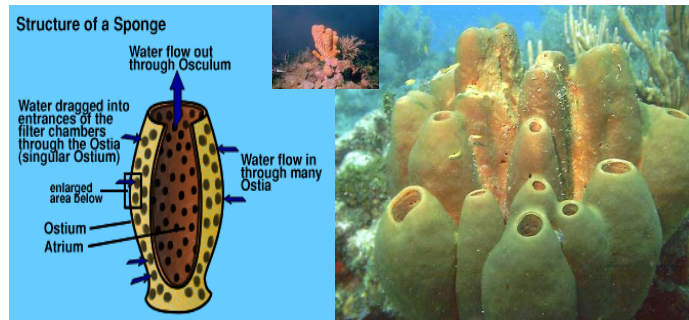 Structure of a Sponge
Water flow out
through Osculum
Water dragged into
entrances of the
filter chambers
through the Ostia
(singular Ostium)
Water flow in
through many
Ostia
enlarged
area below
Ostium
Atrium